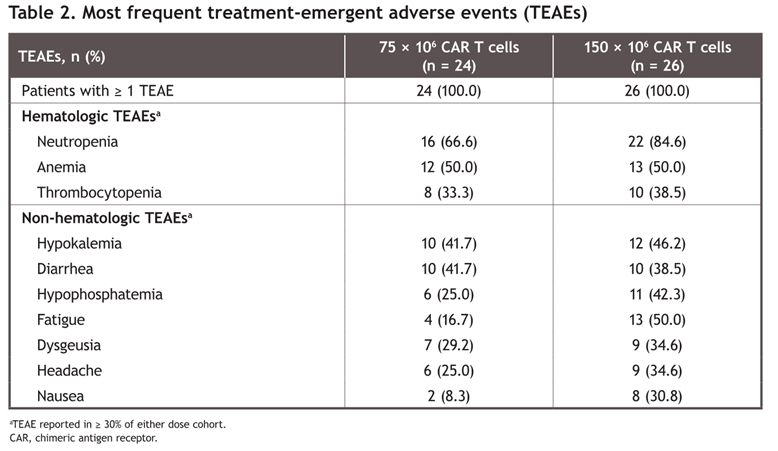 Table 2. Most frequent treatment-emergent adverse events (TEAEs)
TEAEs, n (%) 75 × 10⁶ CAR T cells (n = 24) 150 × 10⁶ CAR T cells (n = 26)
Patients with ≥ 1 TEAE 24 (100.0) 26 (100.0)
Hematologic TEAEsᵃ
Neutropenia 16 (66.6) 22 (84.6)
Anemia 12 (50.0) 13 (50.0)
Thrombocytopenia 8 (33.3) 10 (38.5)
Non-hematologic TEAEsᵃ
Hypokalemia 10 (41.7) 12 (46.2)
Diarrhea 10 (41.7) 10 (38.5)
Hypophosphatemia 6 (25.0) 11 (42.3)
Fatigue 4 (16.7) 13 (50.0)
Dysgeusia 7 (29.2) 9 (34.6)
Headache 6 (25.0) 9 (34.6)
Nausea 2 (8.3) 8 (30.8)
ᵃTEAE reported in ≥ 30% of either dose cohort.
CAR, chimeric antigen receptor.